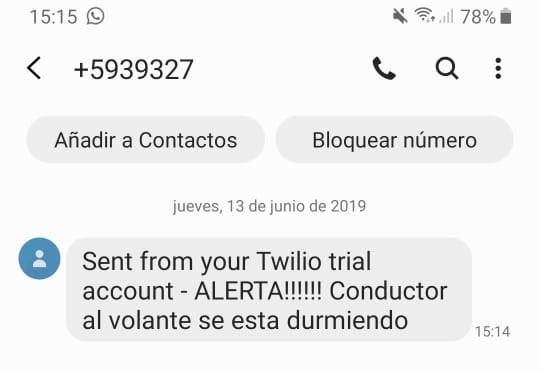 15:15 78%
+5939327
Añadir a Contactos Bloquear número
jueves, 13 de junio de 2019
Sent from your Twilio trial
account - ALERTA!!!!!! Conductor
al volante se esta durmiendo
15:14